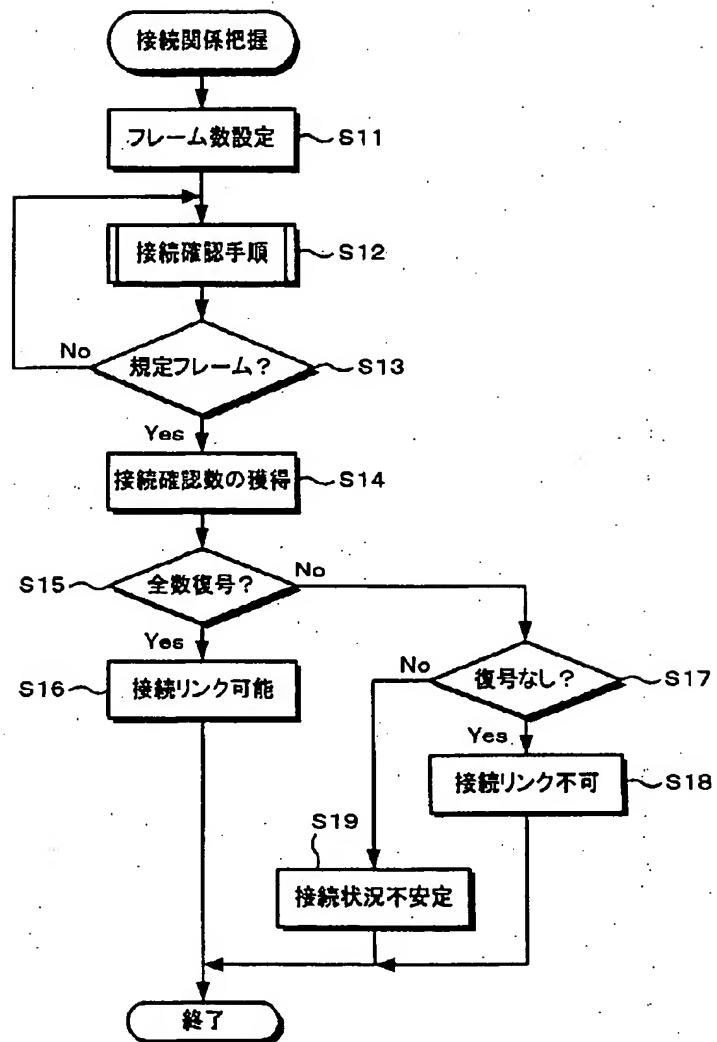 接続関係把握
フレーム数設定
S11
接続確認手順
S12
No
規定フレーム?
S13
Yes
接続確認数の獲得
S14
S15
全数復号?
No
Yes
S16
接続リンク可能
No
復号なし?
S17
Yes
接続リンク不可
S18
S19
接続状況不安定
終了